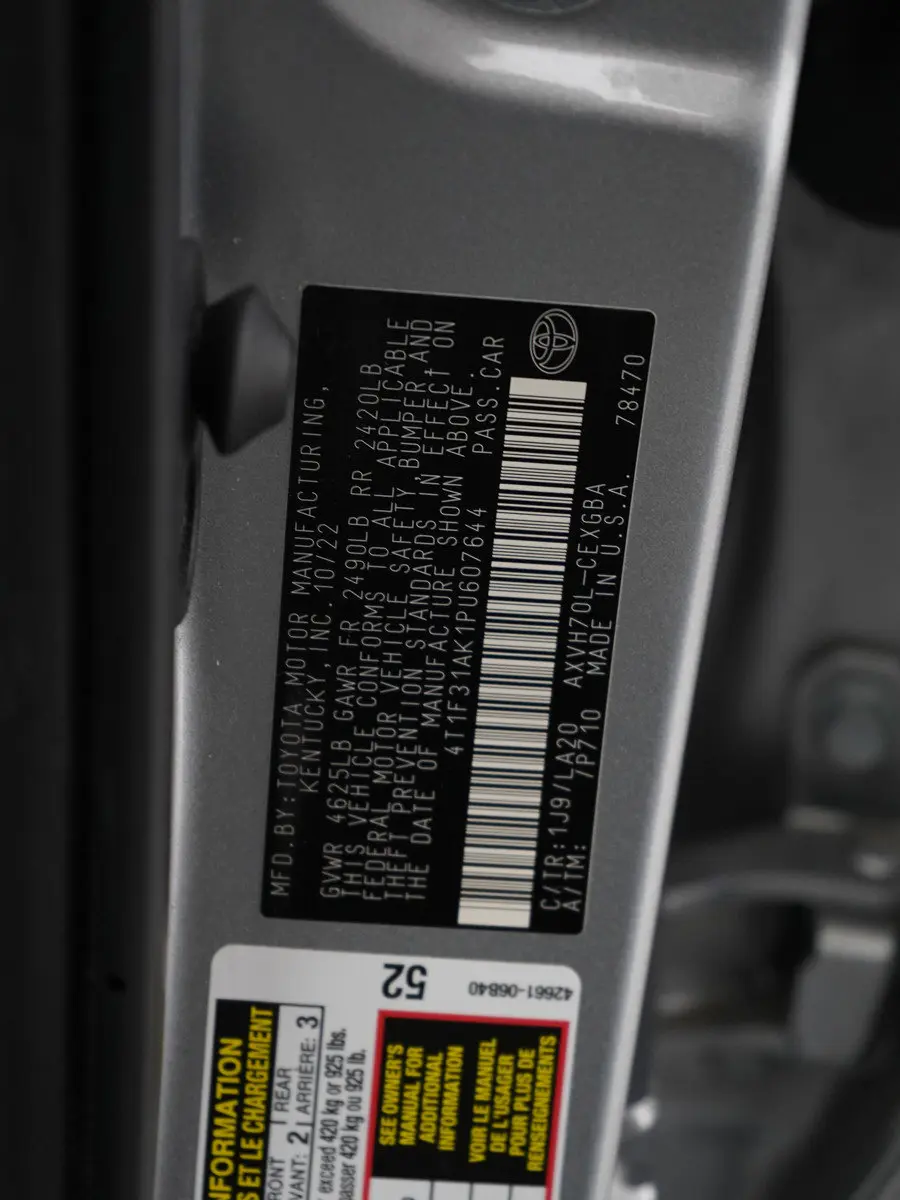 MFD.BY:TOYOTA MOTOR MANUFACTURING,
KENTUCKY,INC. 10/22
GVWR 4625LB GAWR FR 2490LB RR 2420LB
THIS VEHICLE CONFORMS TO ALL APPLICABLE
FEDERAL MOTOR VEHICLE SAFETY, BUMPER, AND
THEFT PREVENTION STANDARDS IN EFFECT ON
THE DATE OF MANUFACTURE SHOWN ABOVE.
4T1F31AK1PU607644 PASS.CAR
C/TR:1J9/LA20 AXVH70L-CEXGBA
A/TM: 7P710 MADE IN U.S.A. 78470
52
42661-06840
REAR
ARRIÈRE: 3
2
exceed 420 kg or 925 lbs.
420 kg ou 925 lb.
ET LE CHARGEMENT
SEE OWNER'S
MANUAL FOR
ADDITIONAL
INFORMATION
VOIR LE MANUEL
DE L'USAGER
POUR PLUS DE
RENSEIGNEMENTS